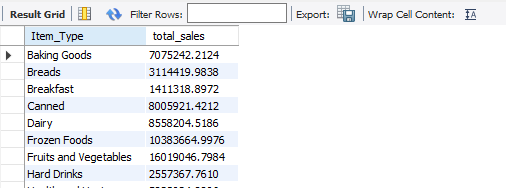 Result Grid Filter Rows: Export: Wrap Cell Content:
Item_Type total_sales
Baking Goods 7075242.2124
Breads 3114419.9838
Breakfast 1411318.8972
Canned 8005921.4212
Dairy 8558204.5186
Frozen Foods 10383664.9976
Fruits and Vegetables 16019046.7984
Hard Drinks 2557367.7610